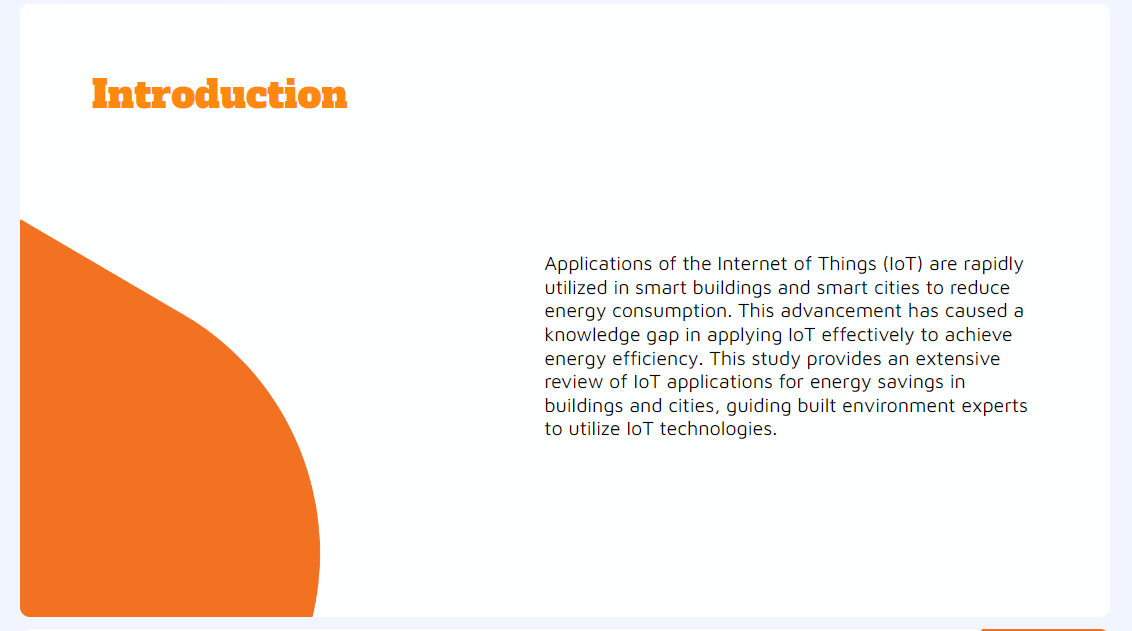 Introduction
Applications of the Internet of Things (IoT) are rapidly
utilized in smart buildings and smart cities to reduce
energy consumption. This advancement has caused a
knowledge gap in applying IoT effectively to achieve
energy efficiency. This study provides an extensive
review of IoT applications for energy savings in
buildings and cities, guiding built environment experts
to utilize IoT technologies.